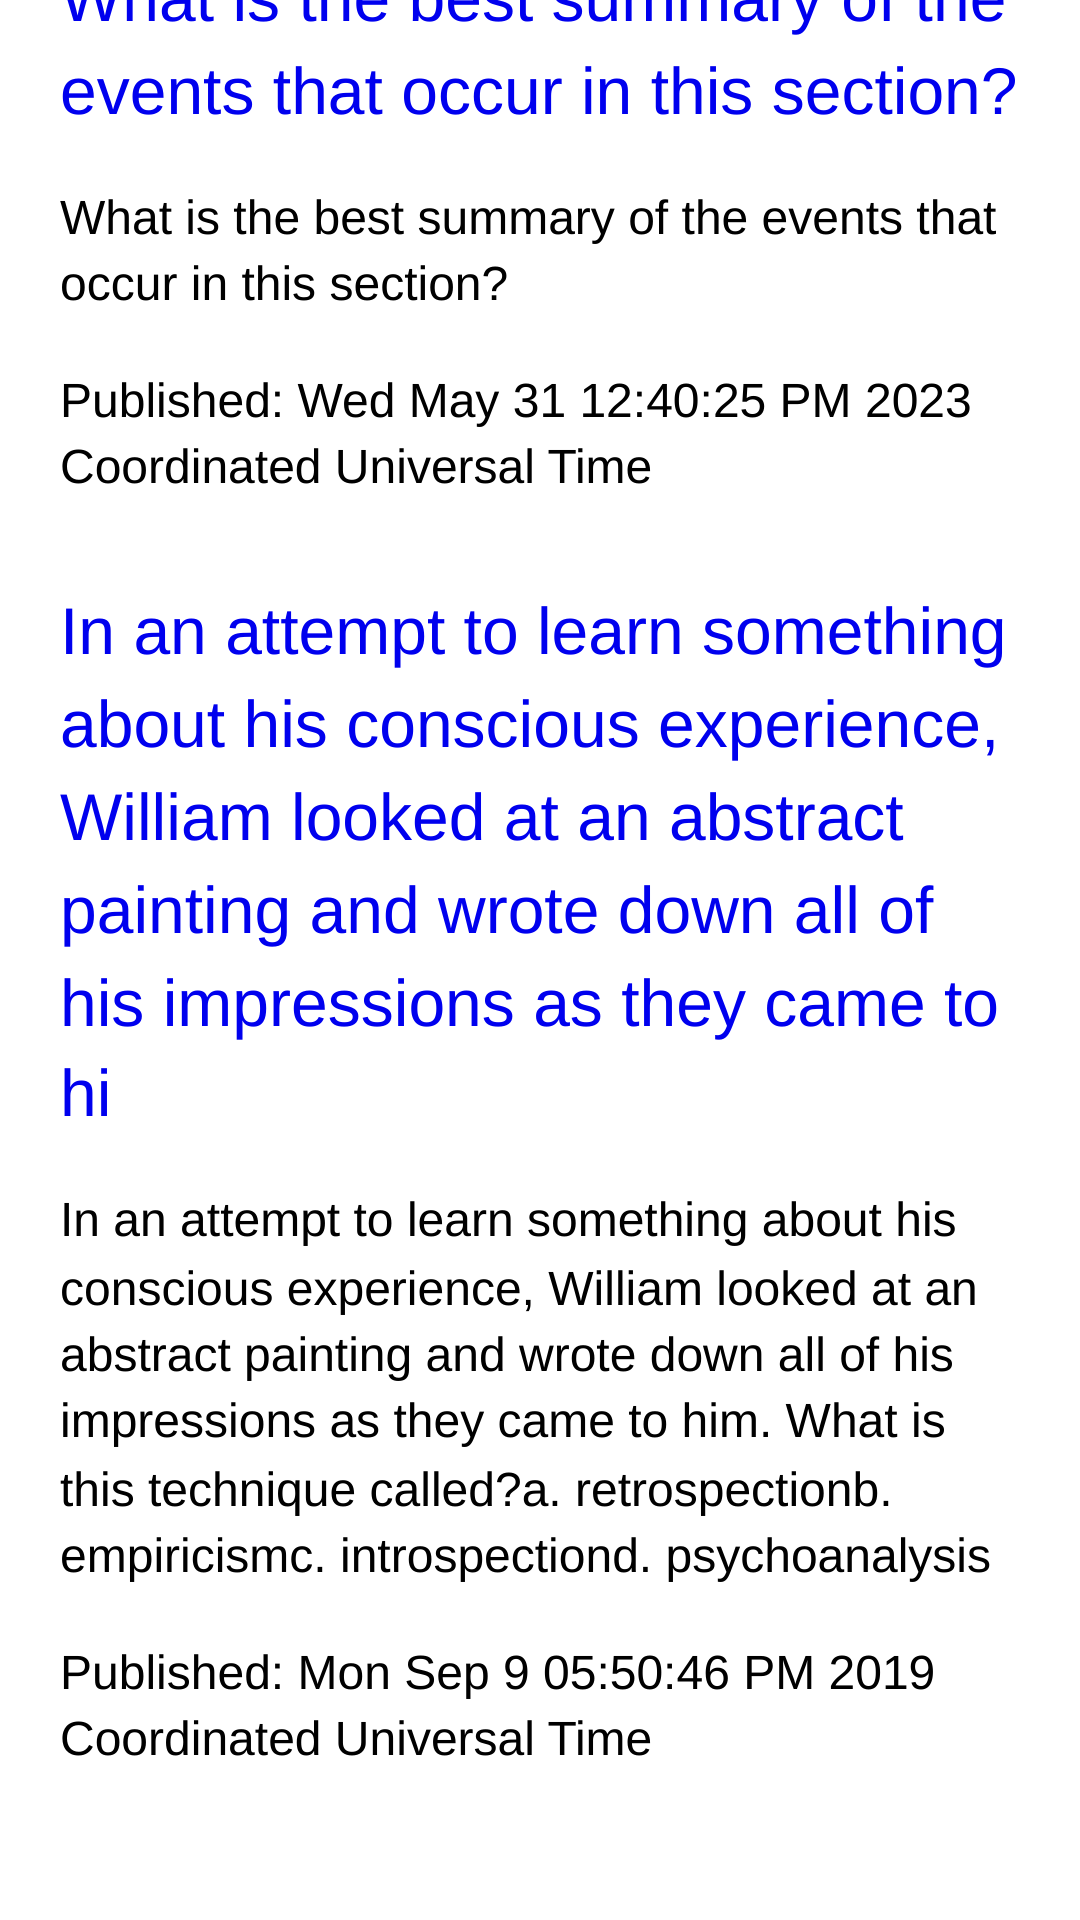 What is the best summary of the
events that occur in this section?
What is the best summary of the events that
occur in this section?
Published: Wed May 31 12:40:25 PM 2023
Coordinated Universal Time
In an attempt to learn something
about his conscious experience,
William looked at an abstract
painting and wrote down all of
his impressions as they came to
hi
In an attempt to learn something about his
conscious experience, William looked at an
abstract painting and wrote down all of his
impressions as they came to him. What is
this technique called?a. retrospectionb.
empiricismc. introspectiond. psychoanalysis
Published: Mon Sep 9 05:50:46 PM 2019
Coordinated Universal Time